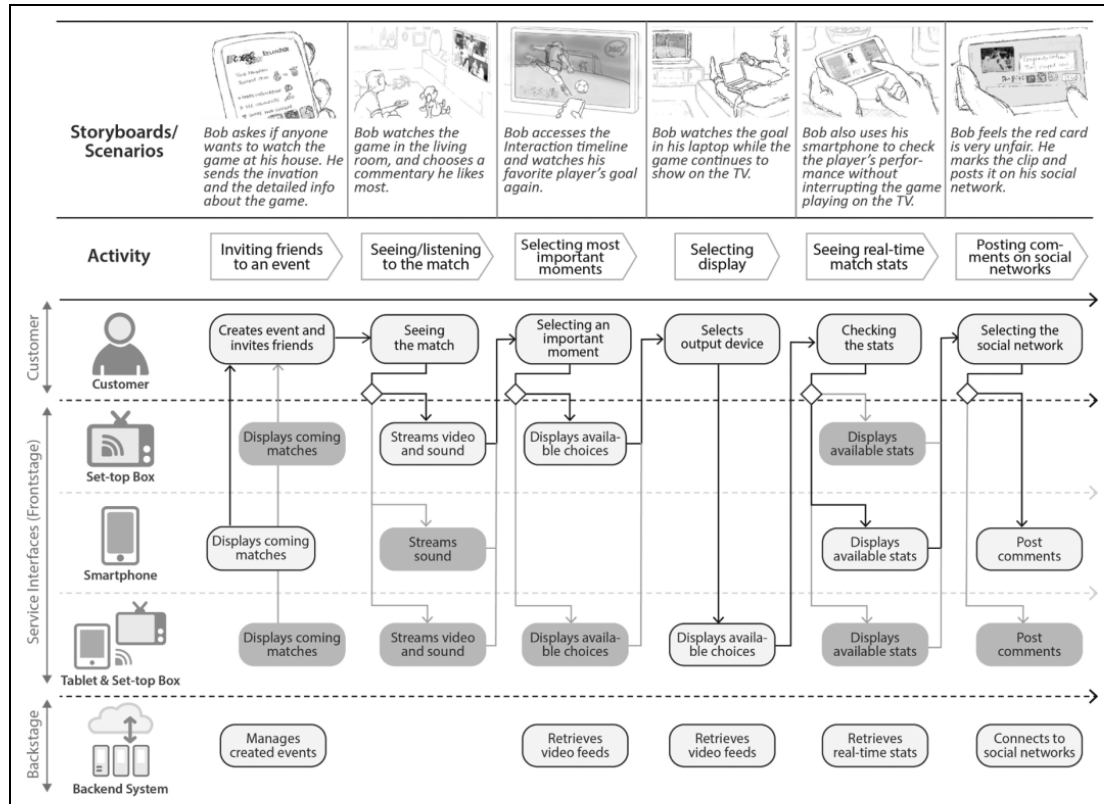 Storyboards/
Scenarios
Bob askes if anyone
wants to watch the
game at his house. He
sends the invation
and the detailed info
about the game.
Bob watches the
game in the living
room, and chooses a
commentary he likes
most.
Bob accesses the
Interaction timeline
and watches his
favorite player's goal
again.
Bob watches the goal
in his laptop while the
game continues to
show on the TV.
Bob also uses his
smartphone to check
the player's perfor-
mance without
interrupting the game
playing on the TV.
Bob feels the red card
is very unfair. He
marks the clip and
posts it on his social
network.
Activity
Inviting friends
to an event
Seeing/listening
to the match
Selecting most
important
moments
Selecting
display
Seeing real-time
match stats
Posting com-
ments on social
networks
Customer
Customer
Creates event and
invites friends
Seeing
the match
Selecting an
important
moment
Selects
output device
Checking
the stats
Selecting the
social network
Service Interfaces (Frontstage)
Set-top Box
Displays coming
matches
Streams video
and sound
Displays availa-
ble choices
Displays
available stats
Smartphone
Displays coming
matches
Streams
sound
Displays
available stats
Post
comments
Tablet & Set-top Box
Displays coming
matches
Streams video
and sound
Displays availa-
ble choices
Displays availa-
ble choices
Displays
available stats
Post
comments
Backstage
Backend System
Manages
created events
Retrieves
video feeds
Retrieves
video feeds
Retrieves
real-time stats
Connects to
social networks